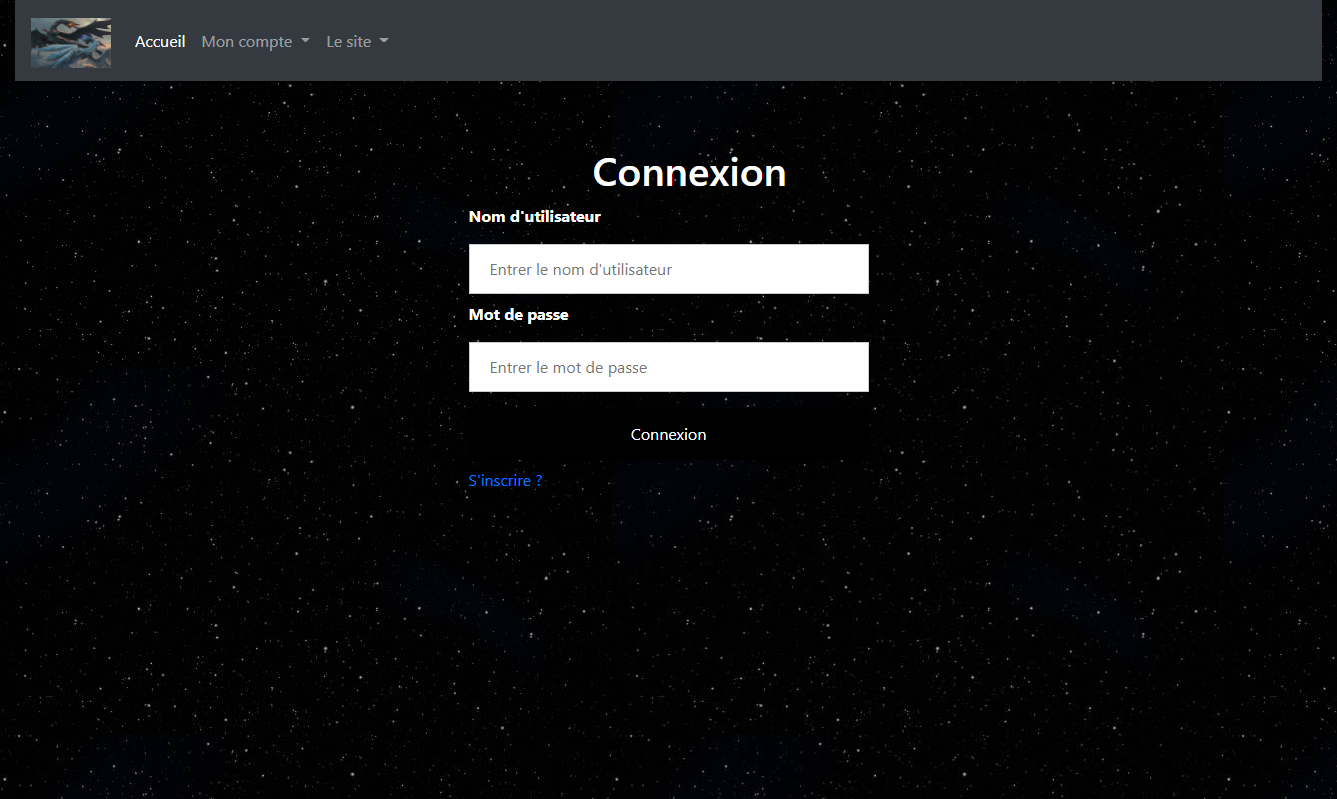 Accueil Mon compte Le site
Connexion
Nom d'utilisateur
Entrer le nom d'utilisateur
Mot de passe
Entrer le mot de passe
Connexion
S'inscrire ?